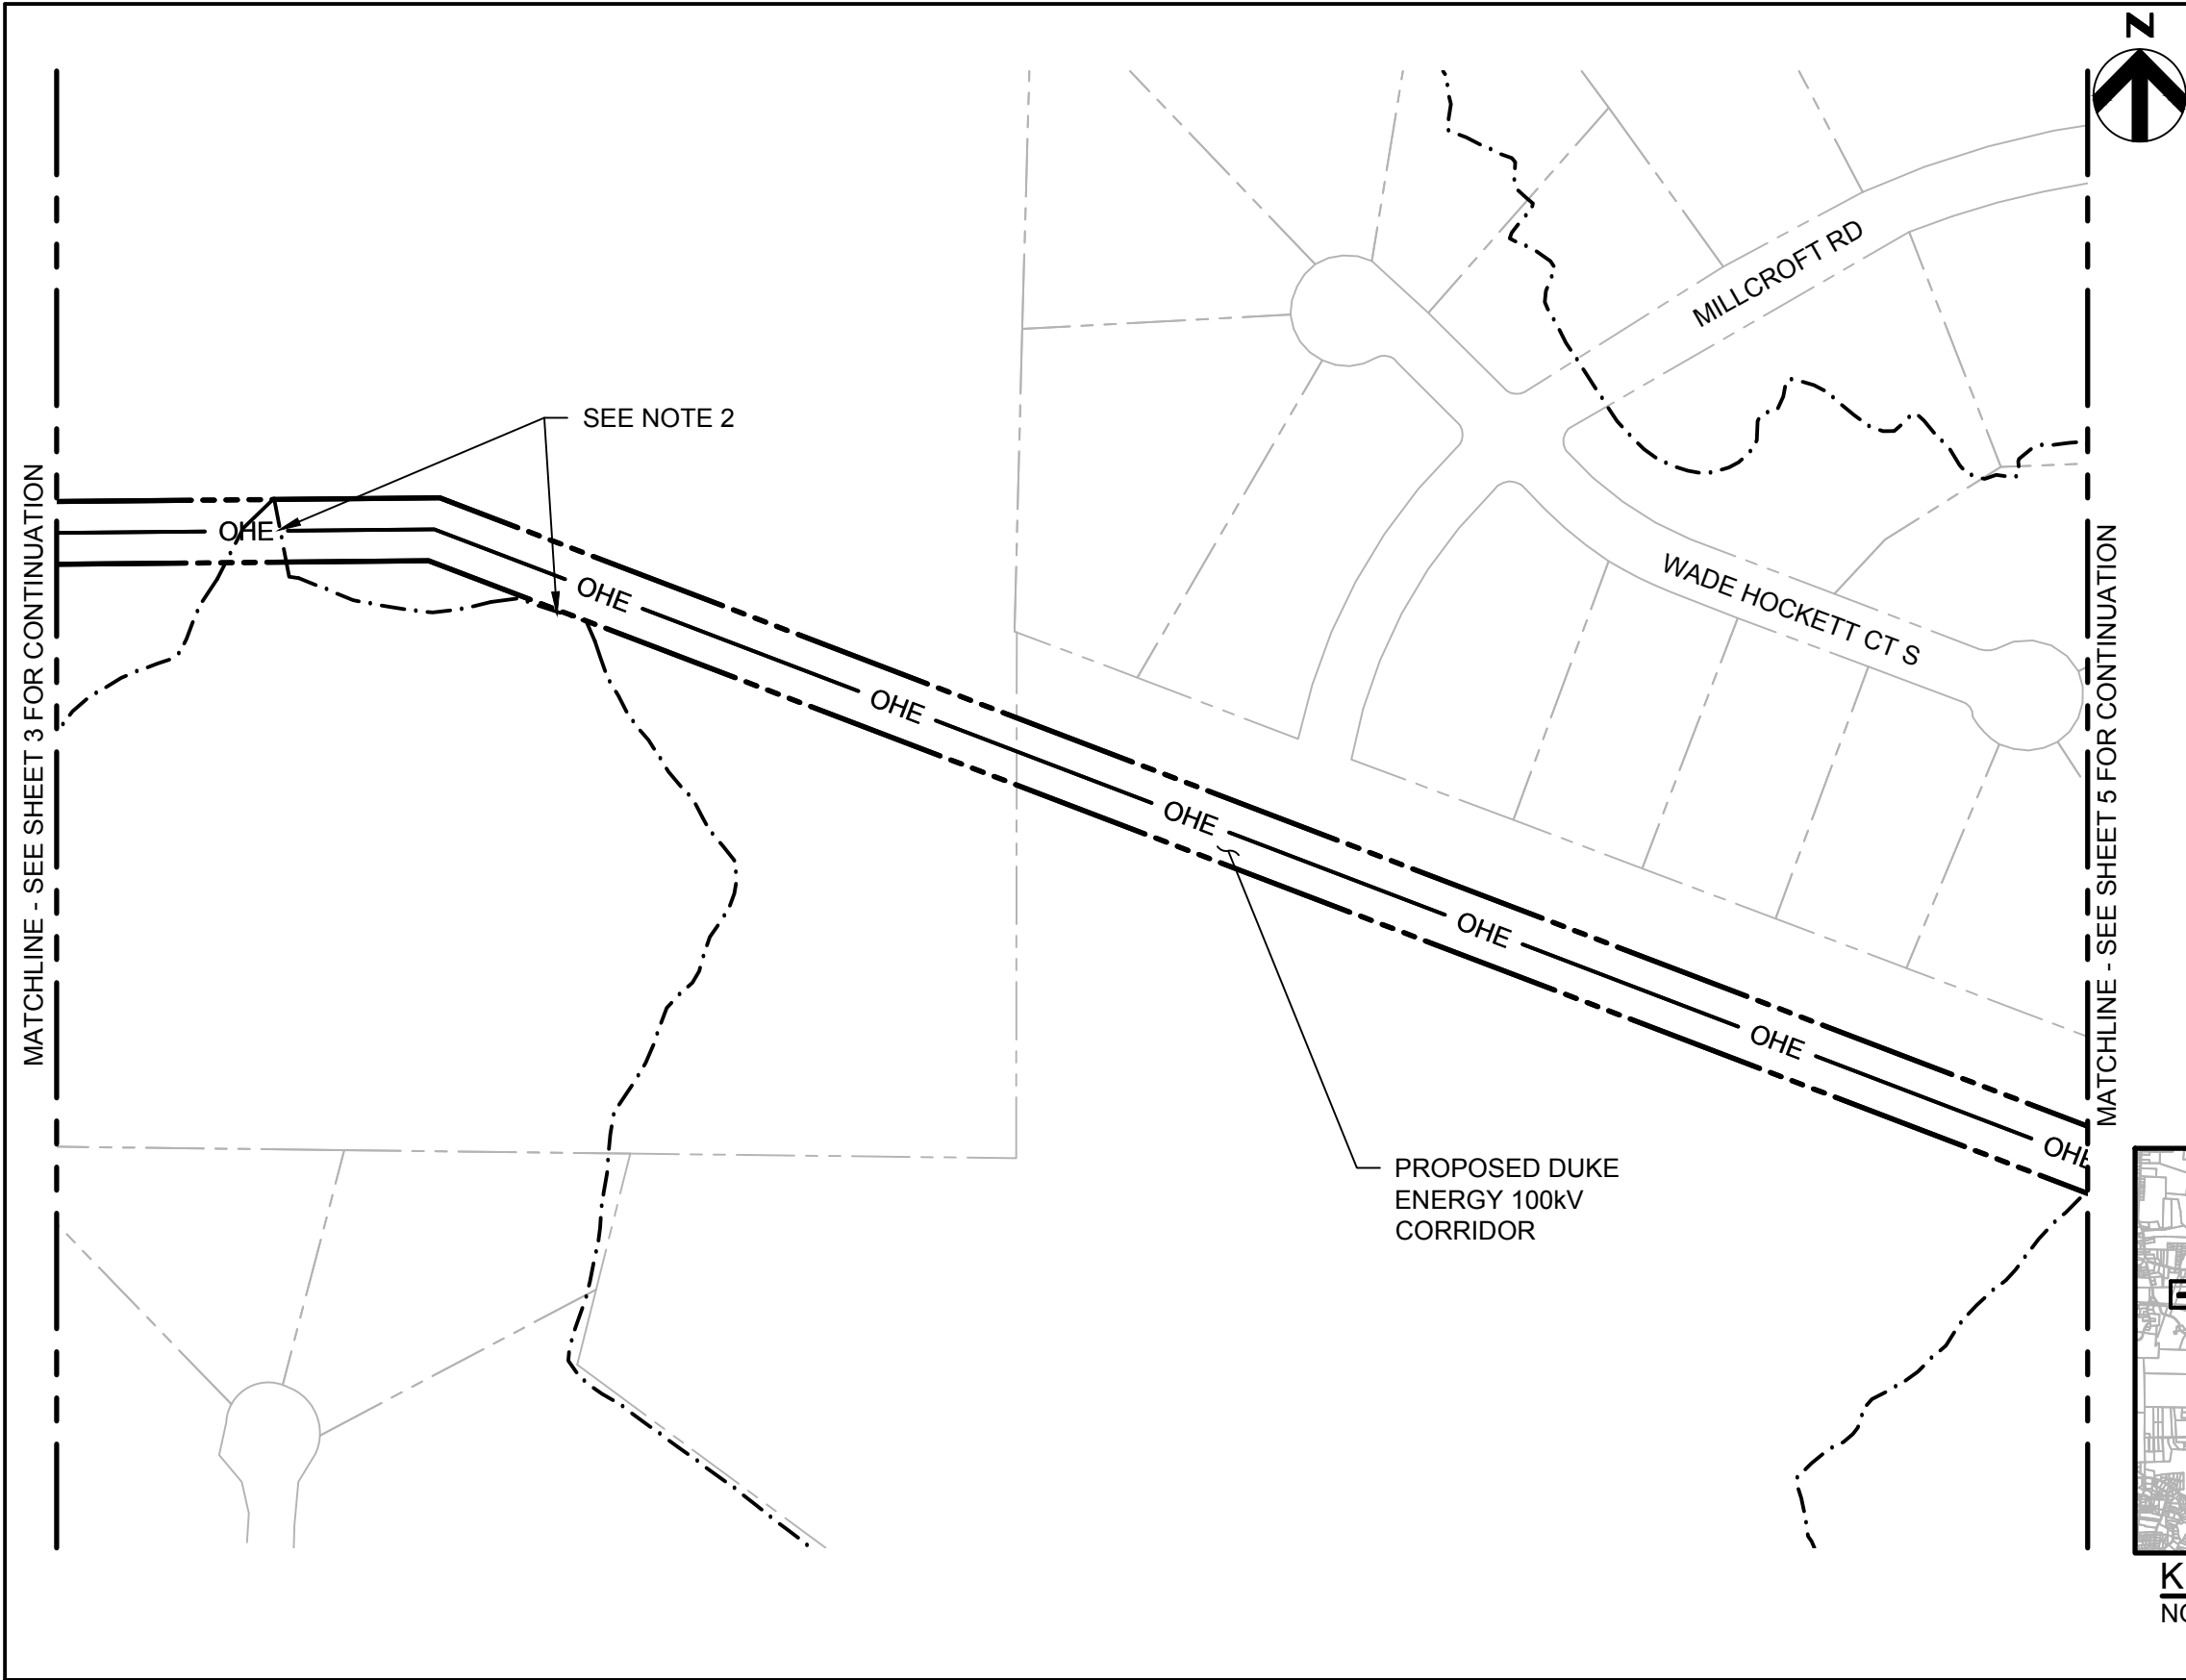 N
MILLCROFT RD
SEE NOTE 2
MATCHLINE - SEE SHEET 3 FOR CONTINUATION
OHE
OHE
WADE HOCKETT CT S
MATCHLINE - SEE SHEET 5 FOR CONTINUATION
OHE
OHE
OHE
OHE
OHE
PROPOSED DUKE
ENERGY 100kV
CORRIDOR